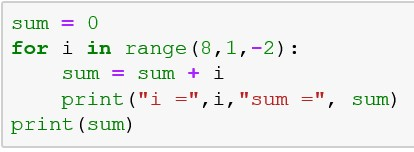 sum = 0
for i in range(8,1,-2):
    sum = sum + i
    print("i =",i,"sum =", sum)
print(sum)